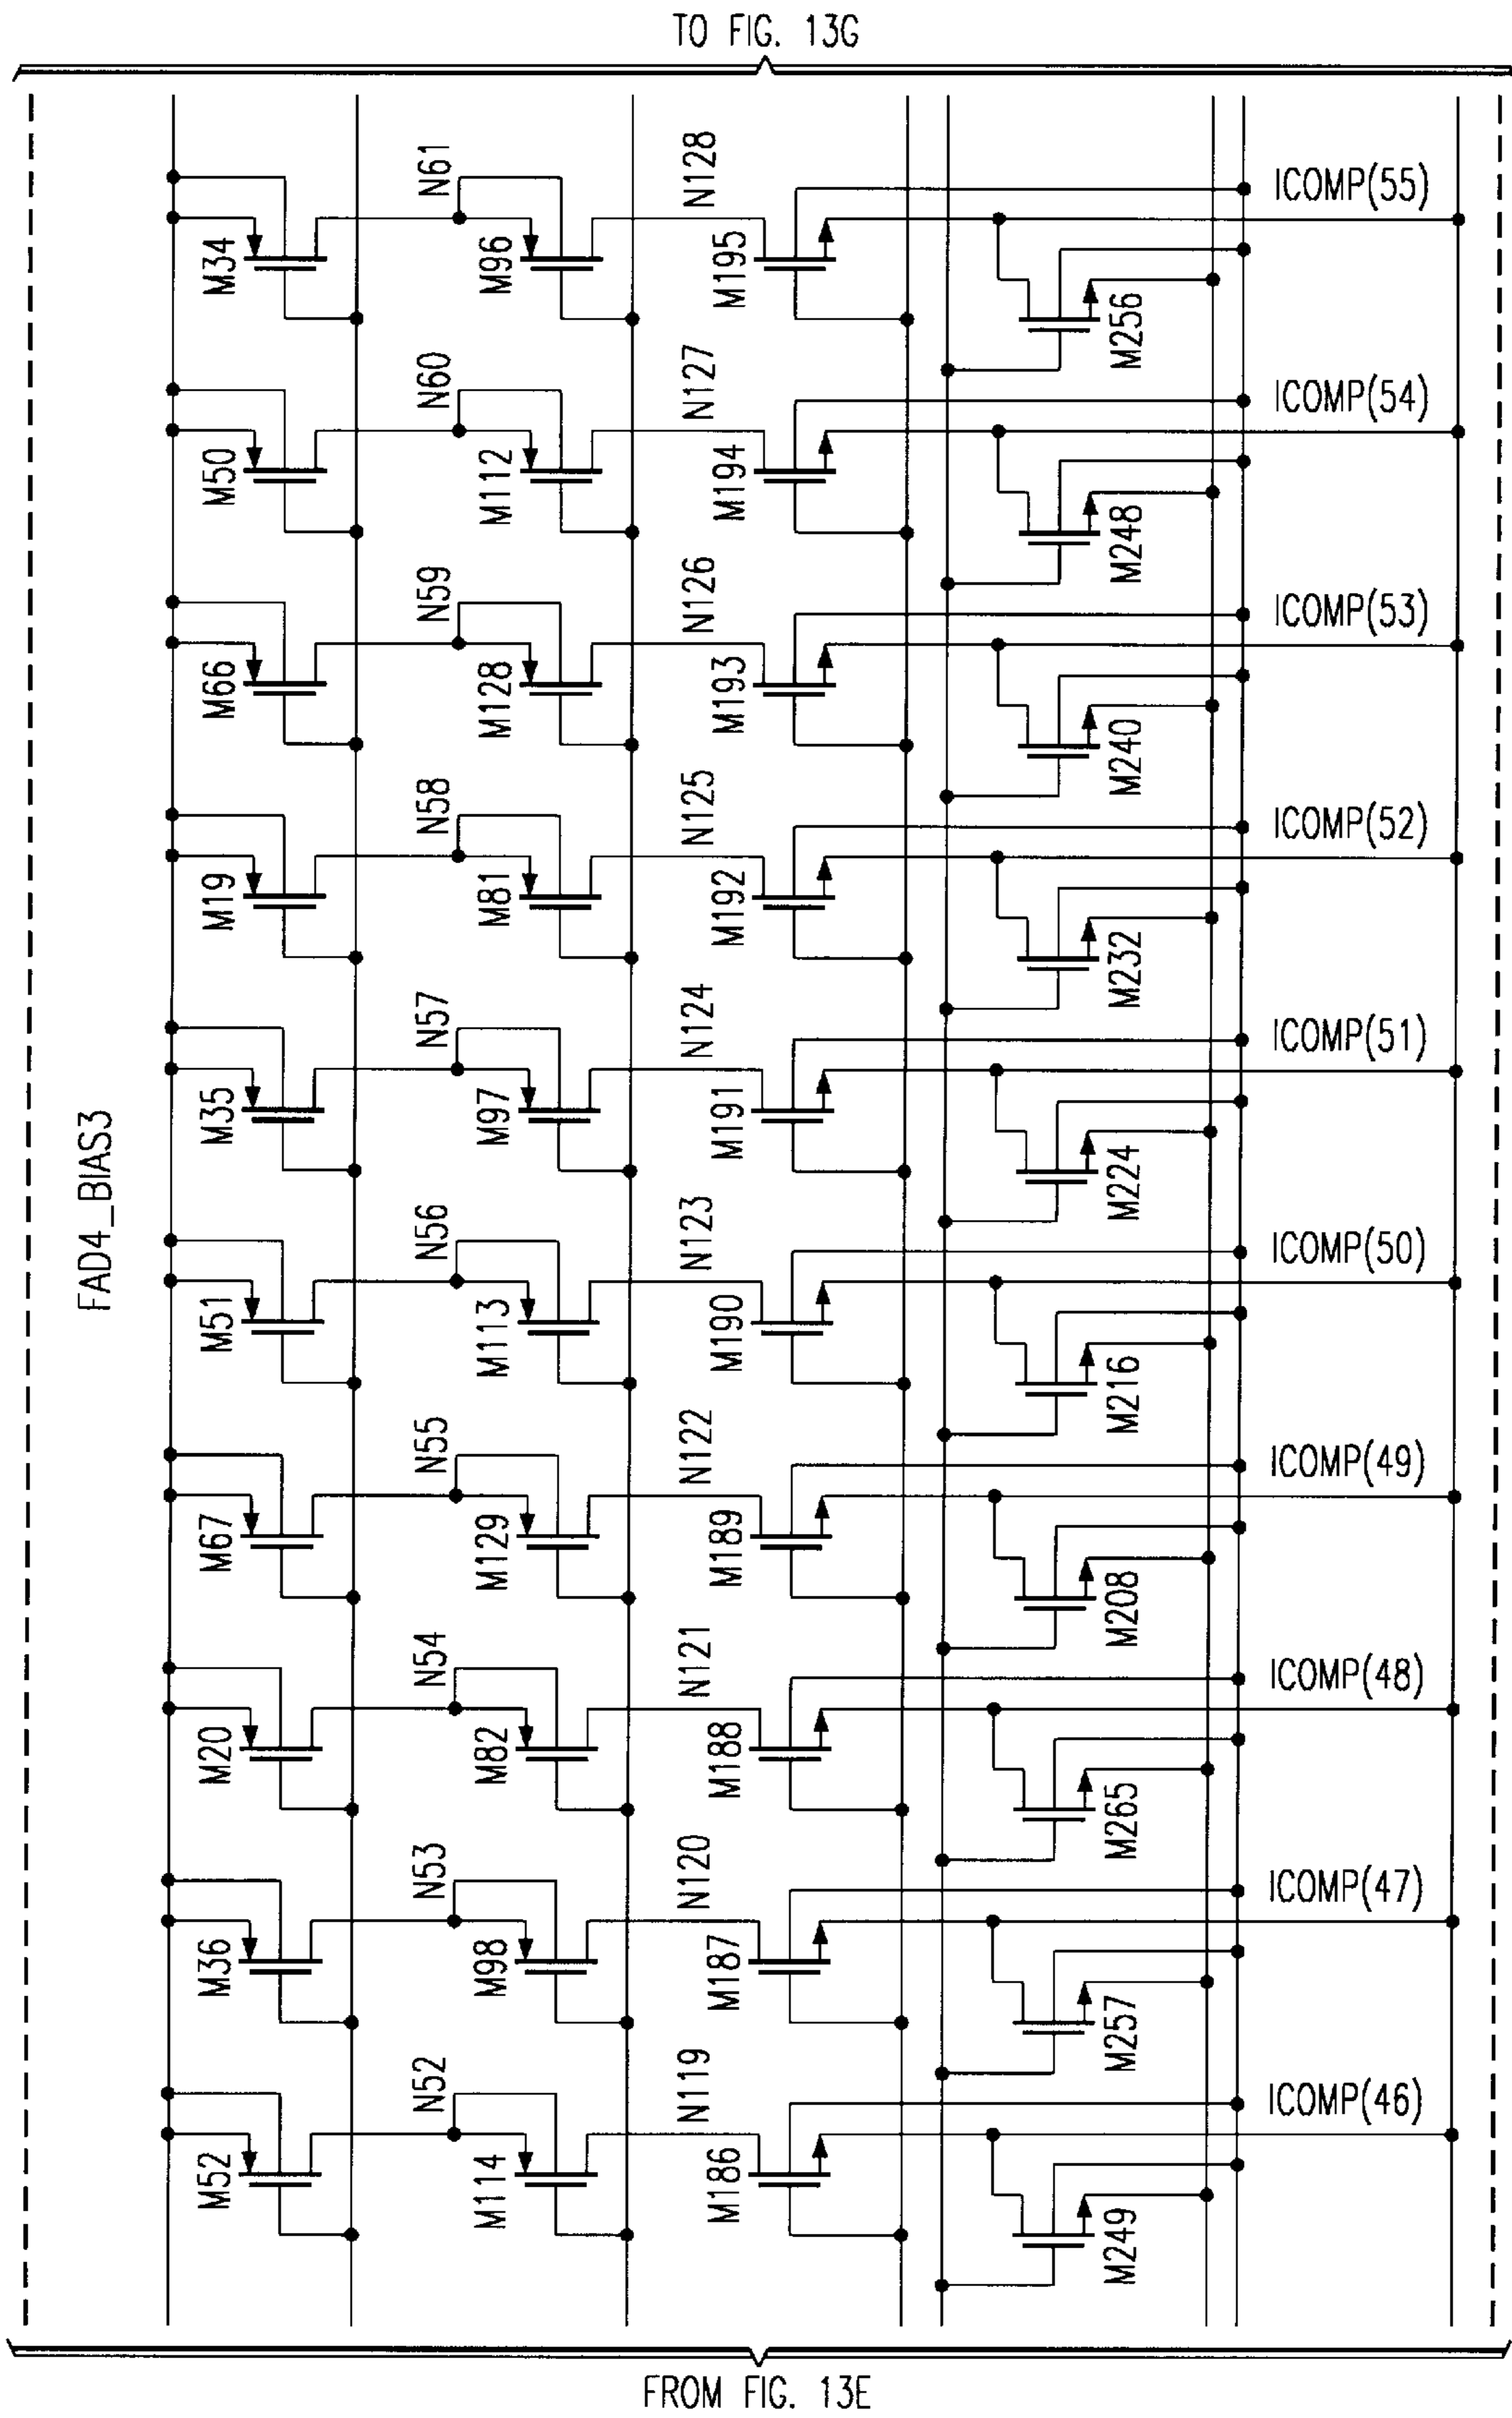 TO FIG. 13G
N61
N128
ICOMP(55)
M34
M96
M195
M256
N60
N127
ICOMP(54)
M50
M112
M194
M248
N59
N126
ICOMP(53)
M66
M128
M193
M240
N58
N125
ICOMP(52)
M19
M81
M192
M232
N57
N124
ICOMP(51)
M35
M97
M191
M224
FAD4_BIAS3
N56
N123
ICOMP(50)
M51
M113
M190
M216
N55
N122
ICOMP(49)
M67
M129
M189
M208
N54
N121
ICOMP(48)
M20
M82
M188
M265
N53
N120
ICOMP(47)
M36
M98
M187
M257
N52
N119
ICOMP(46)
M52
M114
M186
M249
FROM FIG. 13E